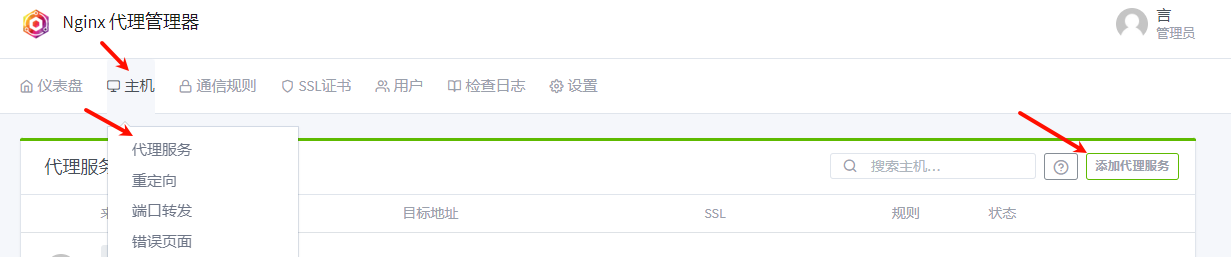 Nginx 代理管理器
言
管理员
仪表盘 主机 通信规则 SSL证书 用户 检查日志 设置
代理服务
代理服务 搜索主机... 添加代理服务
重定向
端口转发
目标地址 SSL 规则 状态
错误页面